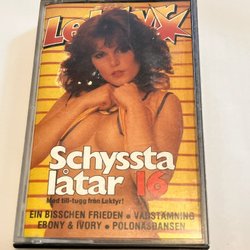 Lektyr
Schyssta
låtar 16
Med till-tugg från Lektyr!
EIN BISSCHEN FRIEDEN • VADSTÄMNING
EBONY & IVORY • POLONÄSDANSEN